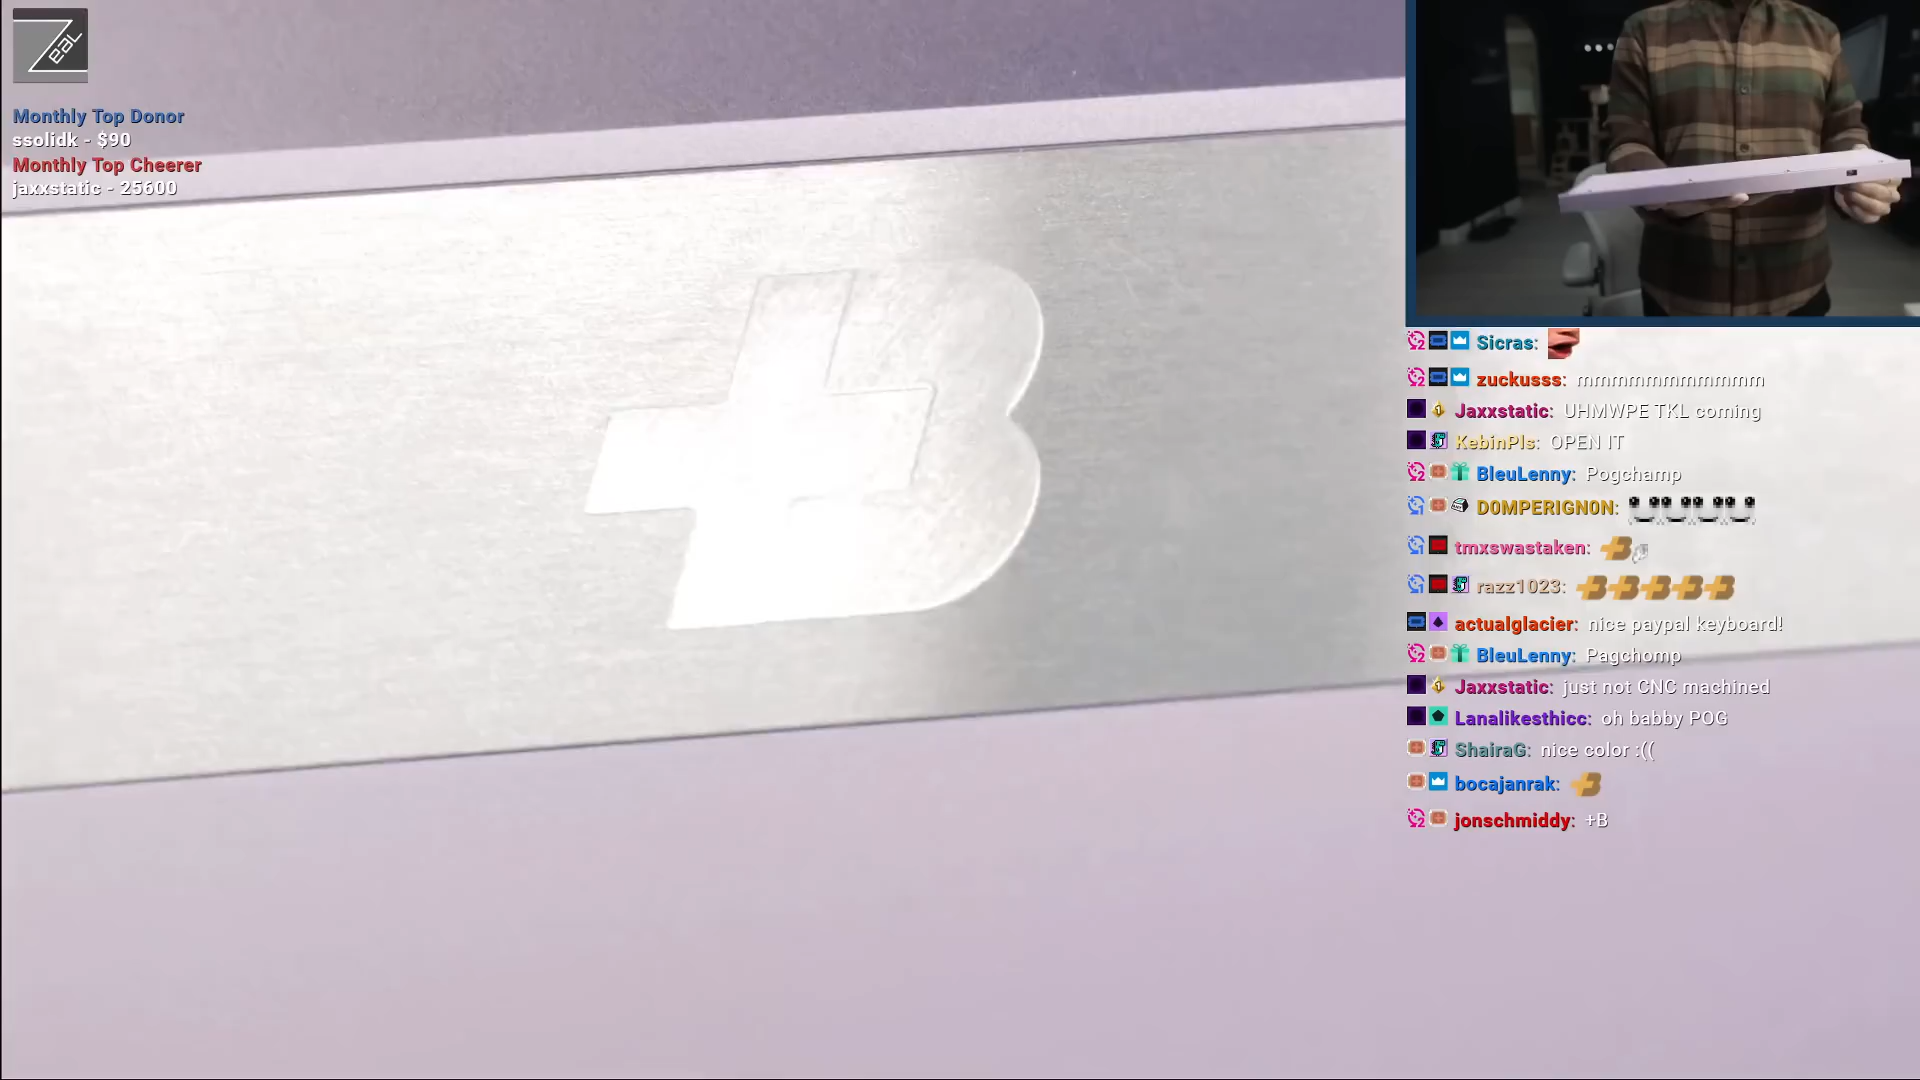 Zeal
Monthly Top Donor
ssolidk - $90
Monthly Top Cheerer
jaxxstatic - 25600
+B
Sicras:
zuckusss: mmmmmmmmmmm
Jaxxstatic: UHMWPE TKL coming
KebinPls: OPEN IT
BleuLenny: Pogchamp
D0MPERIGN0N:
tmxswastaken:
razz1023:
actualglacier: nice paypal keyboard!
BleuLenny: Pagchomp
Jaxxstatic: just not CNC machined
Lanalikesthicc: oh babby POG
ShairaG: nice color :((
bocajanrak:
jonschmiddy: +B